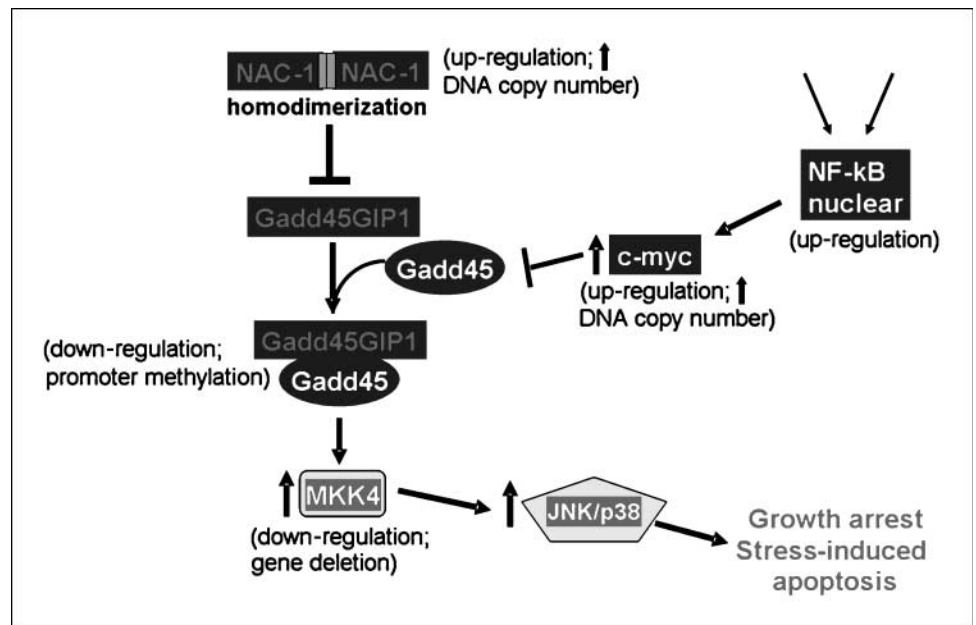 NAC-1 NAC-1
(up-regulation;
DNA copy number)
homodimerization
NF-kB
nuclear
(up-regulation)
Gadd45GIP1
Gadd45
c-myc
(up-regulation;
DNA copy number)
Gadd45GIP1
Gadd45
(down-regulation;
promoter methylation)
MKK4
(down-regulation;
gene deletion)
JNK/p38
Growth arrest
Stress-induced
apoptosis